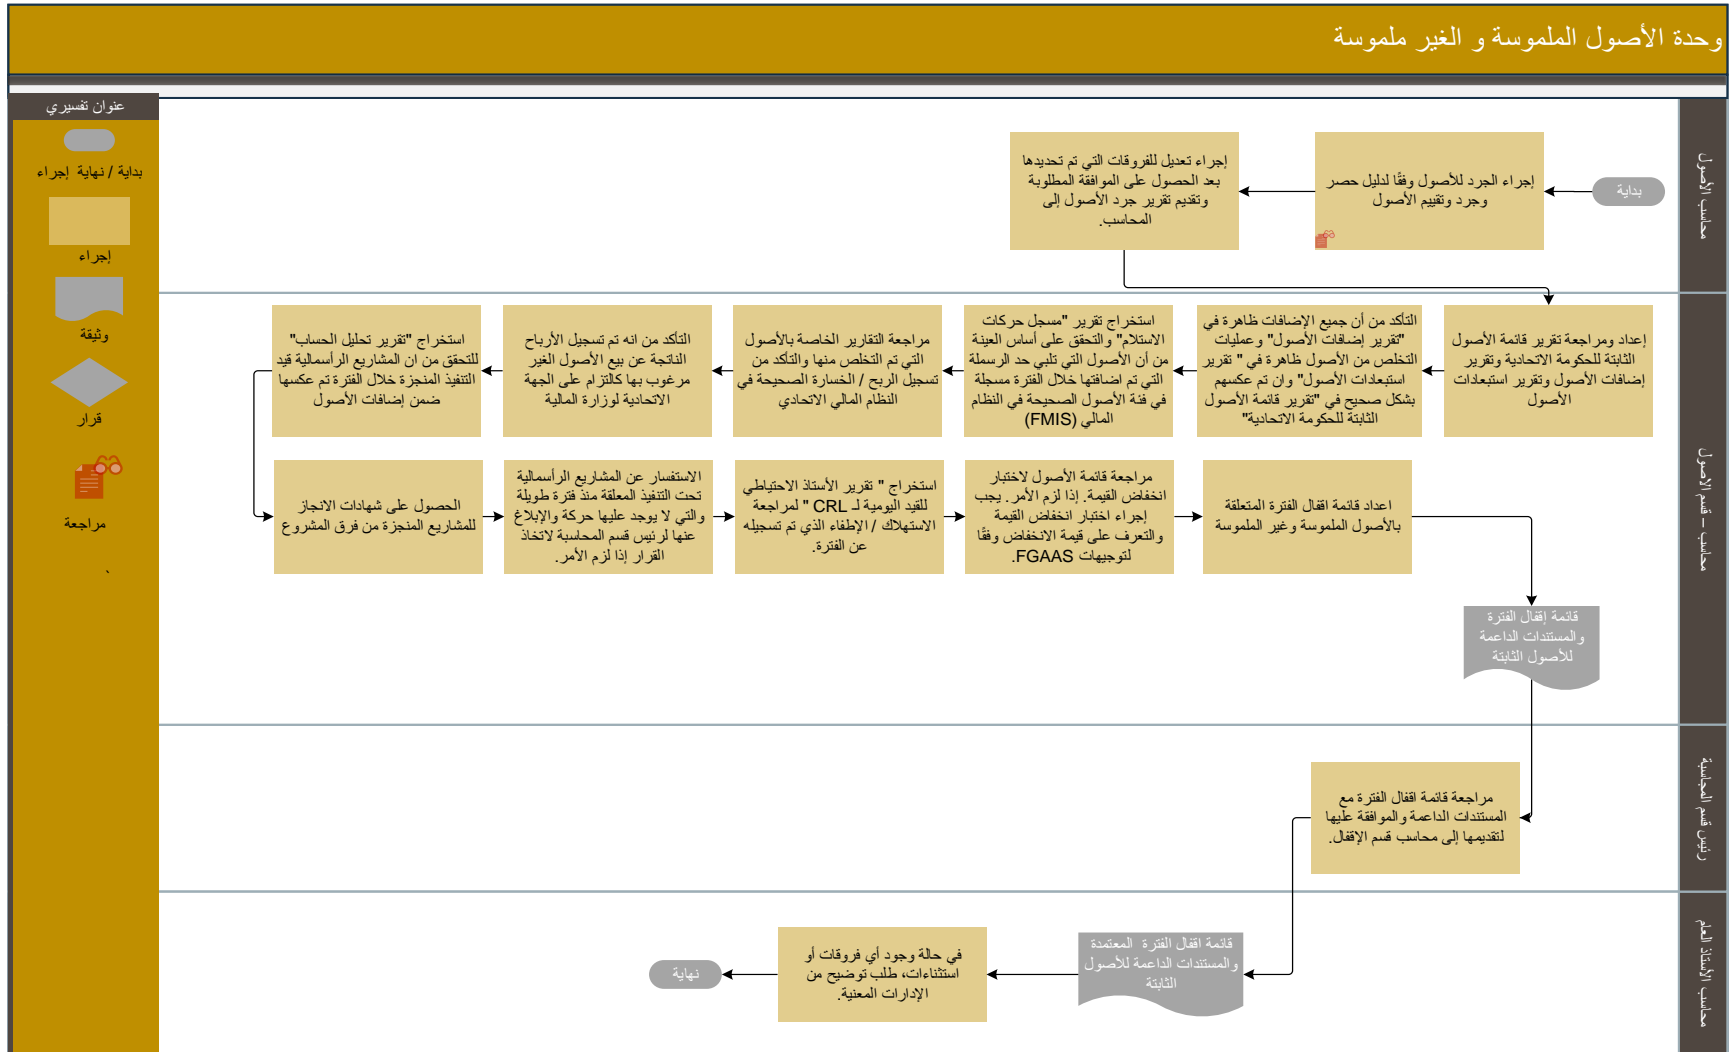 وحدة الأصول الملموسة و الغير ملموسة
عنوان تفسيري
بداية / نهاية إجراء
إجراء
وثيقة
قرار
مراجعة
محاسب الأصول
بداية
إجراء الجرد للأصول وفقًا لدليل حصر
وجرد وتقييم الأصول
إجراء تعديل للفروقات التي تم تحديدها
بعد الحصول على الموافقة المطلوبة
وتقديم تقرير جرد الأصول إلى
المحاسب.
محاسب – قسم الاصول
إعداد ومراجعة تقرير قائمة الأصول
الثابتة للحكومة الاتحادية وتقرير
إضافات الأصول وتقرير استبعادات
الأصول
التأكد من أن جميع الإضافات ظاهرة في
"تقرير إضافات الأصول" وعمليات
التخلص من الأصول ظاهرة في " تقرير
استبعادات الأصول" وان تم عكسهم
بشكل صحيح في "تقرير قائمة الأصول
الثابتة للحكومة الاتحادية"
استخراج تقرير "مسجل حركات
الاستلام" والتحقق على أساس العينة
من أن الأصول التي تلبي حد الرسملة
التي تم اضافتها خلال الفترة مسجلة
في فئة الأصول الصحيحة في النظام
المالي (FMIS)
مراجعة التقارير الخاصة بالأصول
التي تم التخلص منها والتأكد من
تسجيل الربح / الخسارة الصحيحة في
النظام المالي الاتحادي
التأكد من انه تم تسجيل الأرباح
الناتجة عن بيع الأصول الغير
مرغوب بها كالتزام على الجهة
الاتحادية لوزارة المالية
استخراج "تقرير تحليل الحساب"
للتحقق من ان المشاريع الرأسمالية قيد
التنفيذ المنجزة خلال الفترة تم عكسها
ضمن إضافات الأصول
الحصول على شهادات الانجاز
للمشاريع المنجزة من فرق المشروع
الاستفسار عن المشاريع الرأسمالية
تحت التنفيذ المعلقة منذ فترة طويلة
والتي لا يوجد عليها حركة والإبلاغ
عنها لرئيس قسم المحاسبة لاتخاذ
القرار إذا لزم الأمر.
استخراج " تقرير الأستاذ الاحتياطي
للقيد اليومية لـ CRL " لمراجعة
الاستهلاك / الإطفاء الذي تم تسجيله
عن الفترة.
مراجعة قائمة الأصول لاختبار
انخفاض القيمة. إذا لزم الأمر. يجب
إجراء اختبار انخفاض القيمة
والتعرف على قيمة الانخفاض وفقًا
لتوجيهات FGAAS.
اعداد قائمة اقفال الفترة المتعلقة
بالأصول الملموسة وغير الملموسة
قائمة إقفال الفترة
والمستندات الداعمة
للأصول الثابتة
رئيس قسم المحاسبة
مراجعة قائمة اقفال الفترة مع
المستندات الداعمة والموافقة عليها
لتقديمها إلى محاسب قسم الإقفال.
محاسب الأستاذ العام
قائمة اقفال الفترة المعتمدة
والمستندات الداعمة للأصول
الثابتة
في حالة وجود أي فروقات أو
استثناءات، طلب توضيح من
الإدارات المعنية.
نهاية